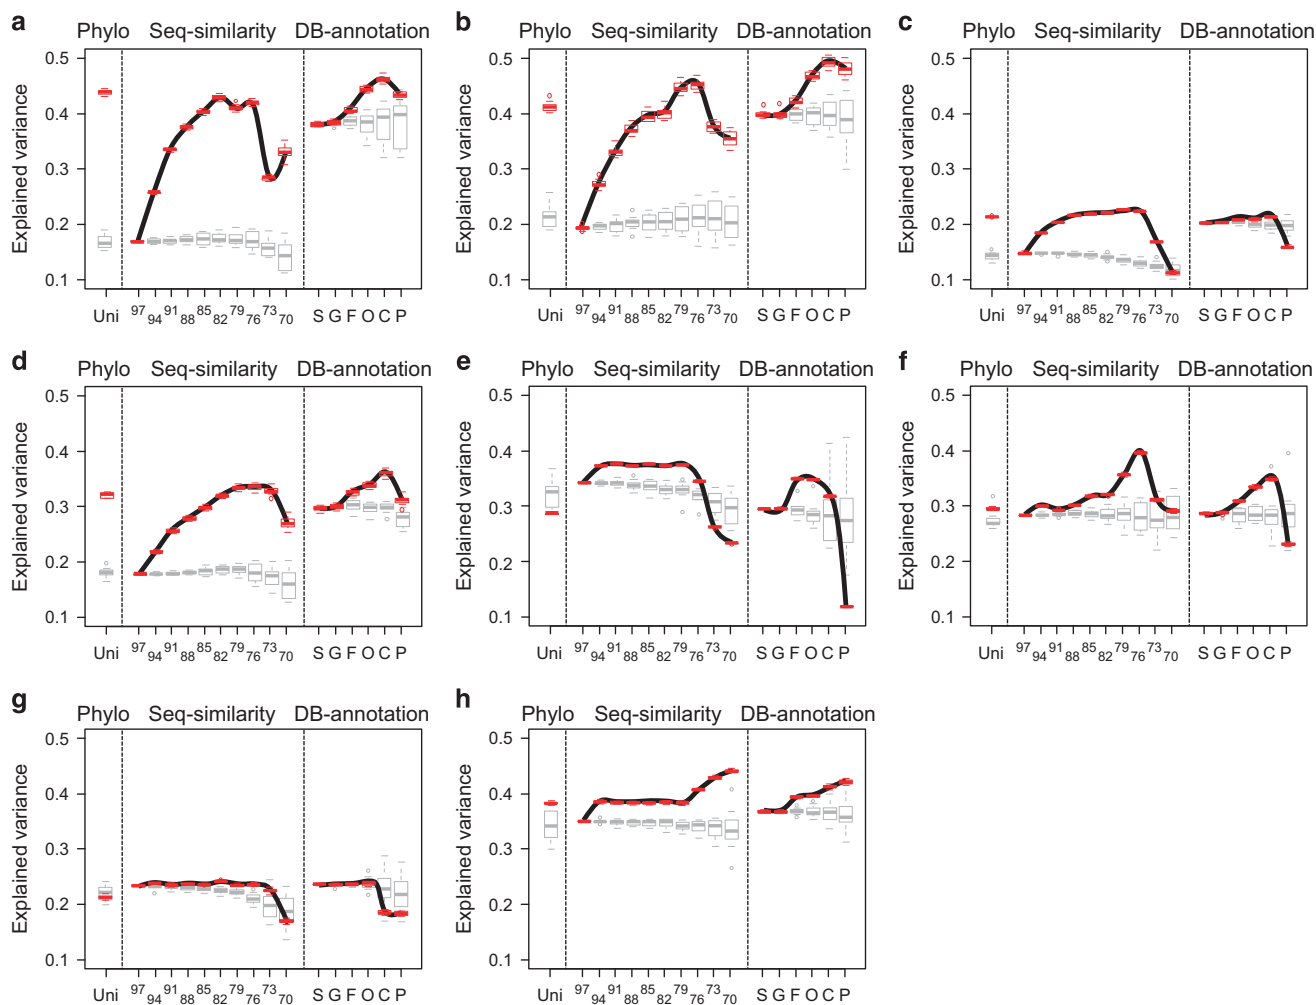 a
Phylo Seq-similarity DB-annotation
Explained variance
0.5
0.4
0.3
0.2
0.1
Uni 97 94 91 88 85 82 79 76 73 70 S G F O C P
b
Phylo Seq-similarity DB-annotation
Explained variance
0.5
0.4
0.3
0.2
0.1
Uni 97 94 91 88 85 82 79 76 73 70 S G F O C P
c
Phylo Seq-similarity DB-annotation
Explained variance
0.5
0.4
0.3
0.2
0.1
Uni 97 94 91 88 85 82 79 76 73 70 S G F O C P
d
Phylo Seq-similarity DB-annotation
Explained variance
0.5
0.4
0.3
0.2
0.1
Uni 97 94 91 88 85 82 79 76 73 70 S G F O C P
e
Phylo Seq-similarity DB-annotation
Explained variance
0.5
0.4
0.3
0.2
0.1
Uni 97 94 91 88 85 82 79 76 73 70 S G F O C P
f
Phylo Seq-similarity DB-annotation
Explained variance
0.5
0.4
0.3
0.2
0.1
Uni 97 94 91 88 85 82 79 76 73 70 S G F O C P
g
Phylo Seq-similarity DB-annotation
Explained variance
0.5
0.4
0.3
0.2
0.1
Uni 97 94 91 88 85 82 79 76 73 70 S G F O C P
h
Phylo Seq-similarity DB-annotation
Explained variance
0.5
0.4
0.3
0.2
0.1
Uni 97 94 91 88 85 82 79 76 73 70 S G F O C P